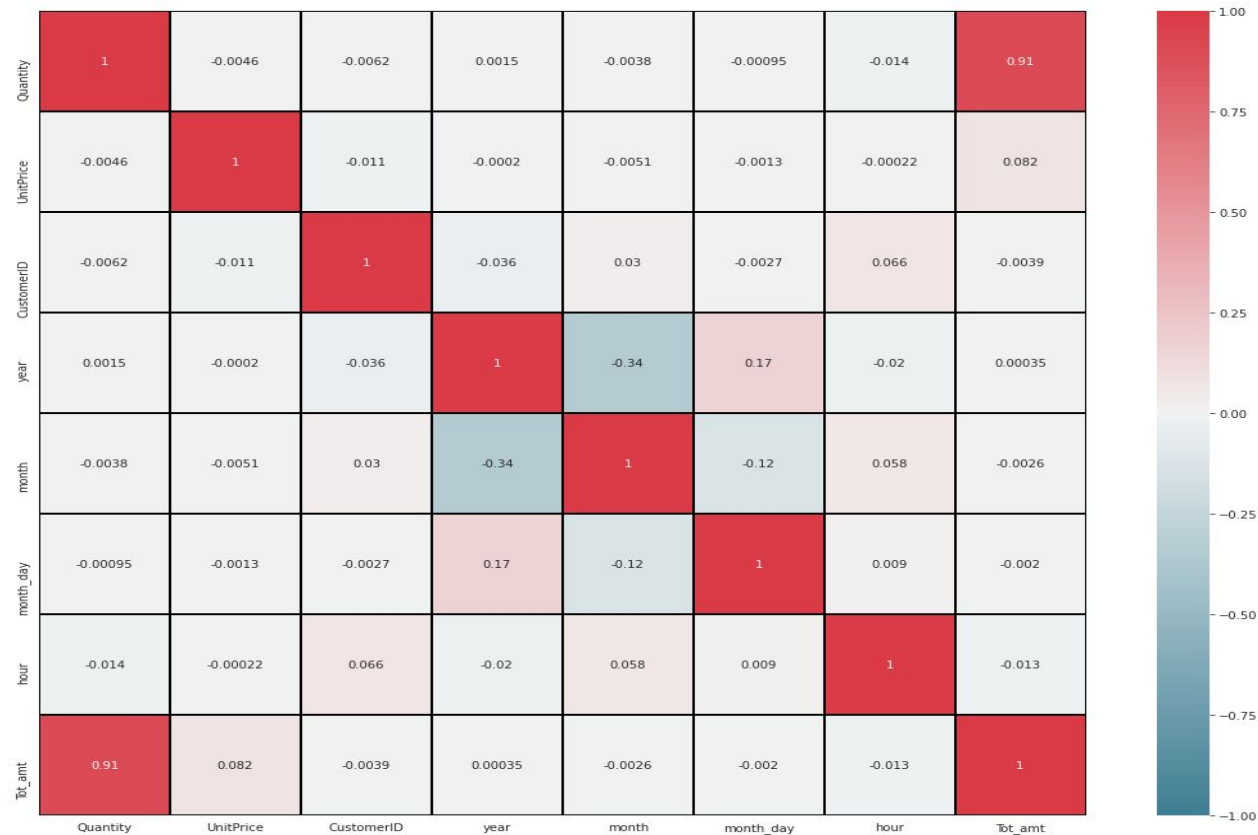 1.00
Quantity 1 -0.0046 -0.0062 0.0015 -0.0038 -0.00095 -0.014 0.91
0.75
UnitPrice -0.0046 1 -0.011 -0.0002 -0.0051 -0.0013 -0.00022 0.082
0.50
CustomerID -0.0062 -0.011 1 -0.036 0.03 -0.0027 0.066 -0.0039
0.25
year 0.0015 -0.0002 -0.036 1 -0.34 0.17 -0.02 0.00035
0.00
month -0.0038 -0.0051 0.03 -0.34 1 -0.12 0.058 -0.0026
−0.25
month_day -0.00095 -0.0013 -0.0027 0.17 -0.12 1 0.009 -0.002
−0.50
hour -0.014 -0.00022 0.066 -0.02 0.058 0.009 1 -0.013
−0.75
Tot_amt 0.91 0.082 -0.0039 0.00035 -0.0026 -0.002 -0.013 1
−1.00
Quantity UnitPrice CustomerID year month month_day hour Tot_amt